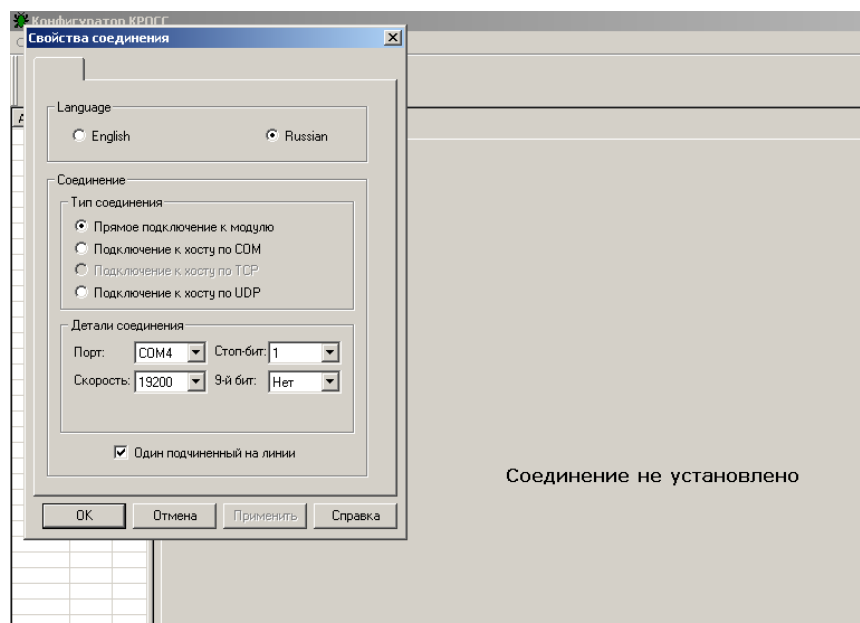 Конфигуратор КРОСС
Свойства соединения
Language
English
Russian
Соединение
Тип соединения
Прямое подключение к модулю
Подключение к хосту по COM
Подключение к хосту по TCP
Подключение к хосту по UDP
Детали соединения
Порт: COM4 Стоп-бит: 1
Скорость: 19200 9-й бит: Нет
Один подчиненный на линии
Соединение не установлено
OK Отмена Применить Справка